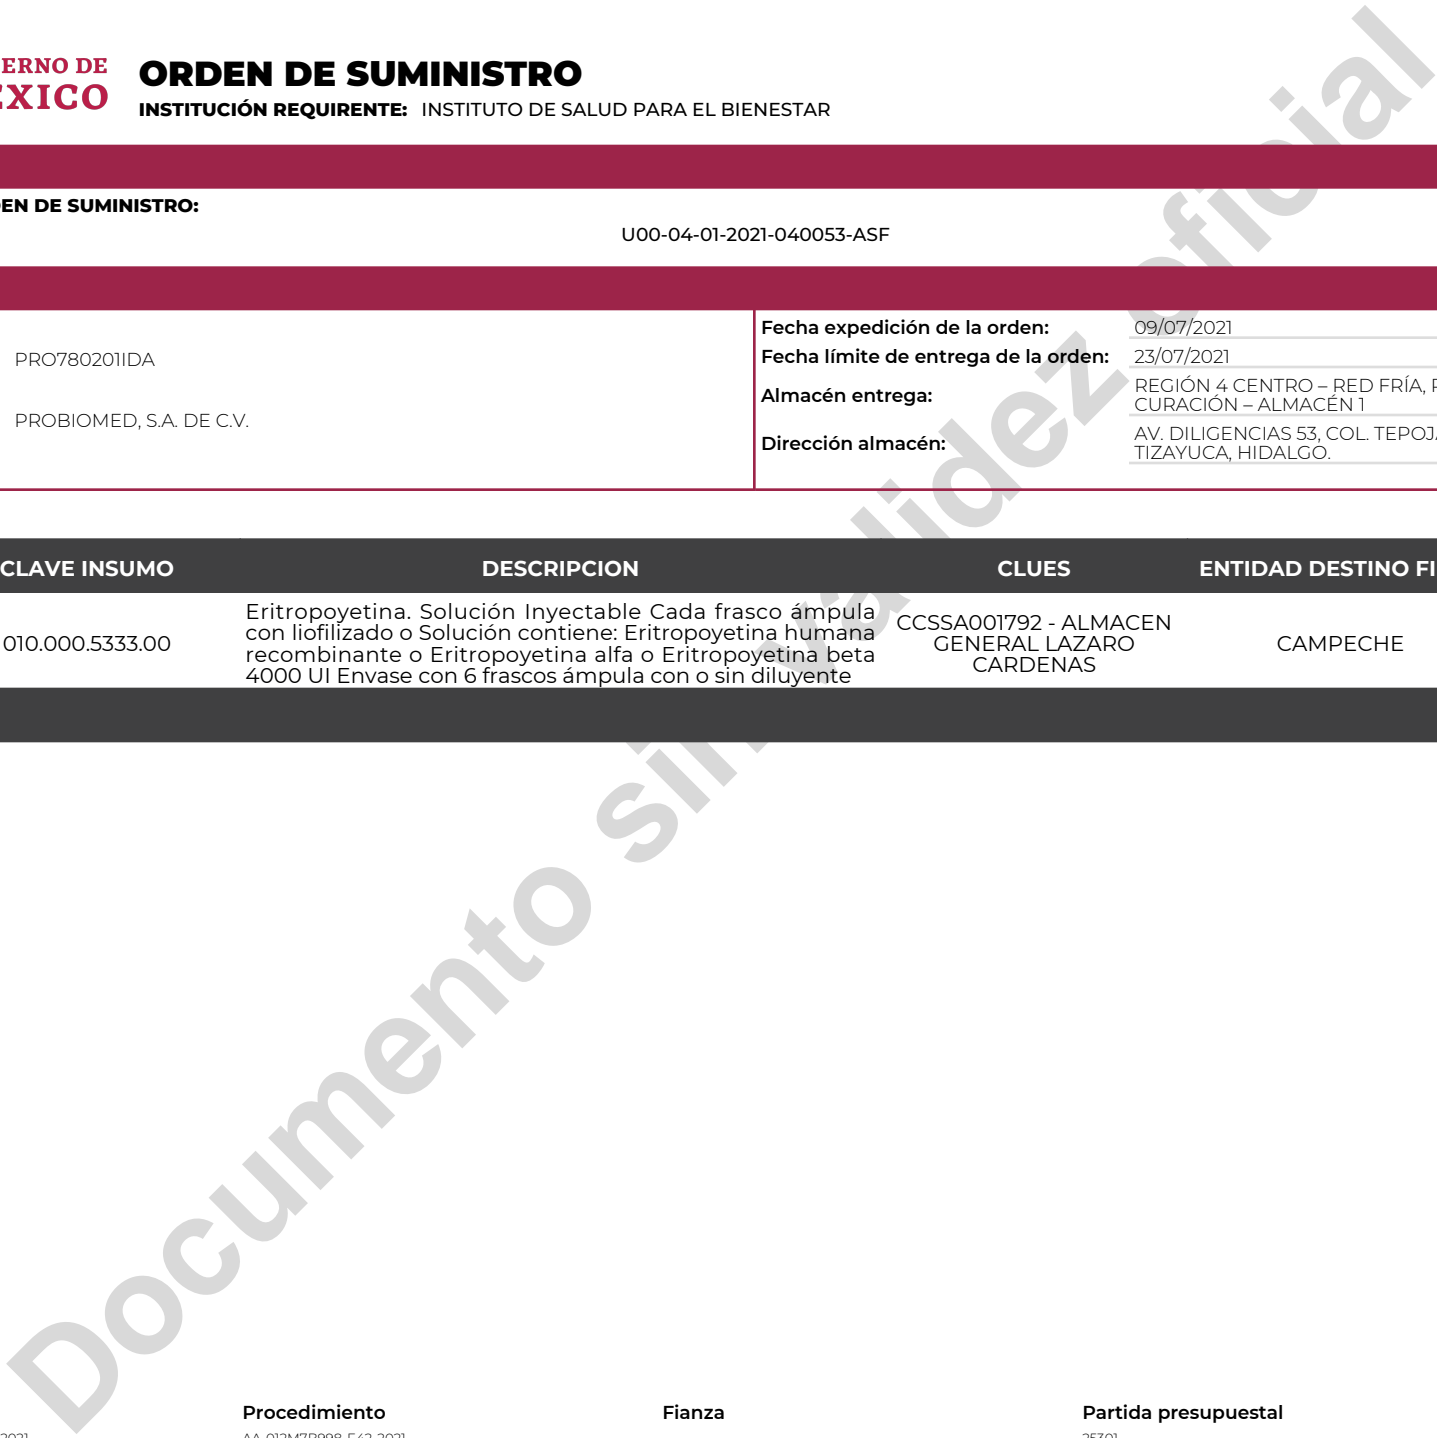 ERNO DE
ORDEN DE SUMINISTRO
EXICO
INSTITUCIÓN REQUIRENTE: INSTITUTO DE SALUD PARA EL BIENESTAR
EN DE SUMINISTRO:
U00-04-01-2021-040053-ASF
PRO780201IDA
PROBIOMED, S.A. DE C.V.
Fecha expedición de la orden: 09/07/2021
Fecha límite de entrega de la orden: 23/07/2021
Almacén entrega: REGIÓN 4 CENTRO – RED FRÍA,
CURACIÓN – ALMACÉN 1
Dirección almacén: AV. DILIGENCIAS 53, COL. TEPOJA
TIZAYUCA, HIDALGO.
CLAVE INSUMO DESCRIPCION CLUES ENTIDAD DESTINO FI
010.000.5333.00
Eritropoyetina. Solución Inyectable Cada frasco ámpula
con liofilizado o Solución contiene: Eritropoyetina humana
recombinante o Eritropoyetina alfa o Eritropoyetina beta
4000 UI Envase con 6 frascos ámpula con o sin diluyente
CCSSA001792 - ALMACEN
GENERAL LAZARO
CARDENAS
CAMPECHE
Documento sin validez oficial
Procedimiento Fianza Partida presupuestal